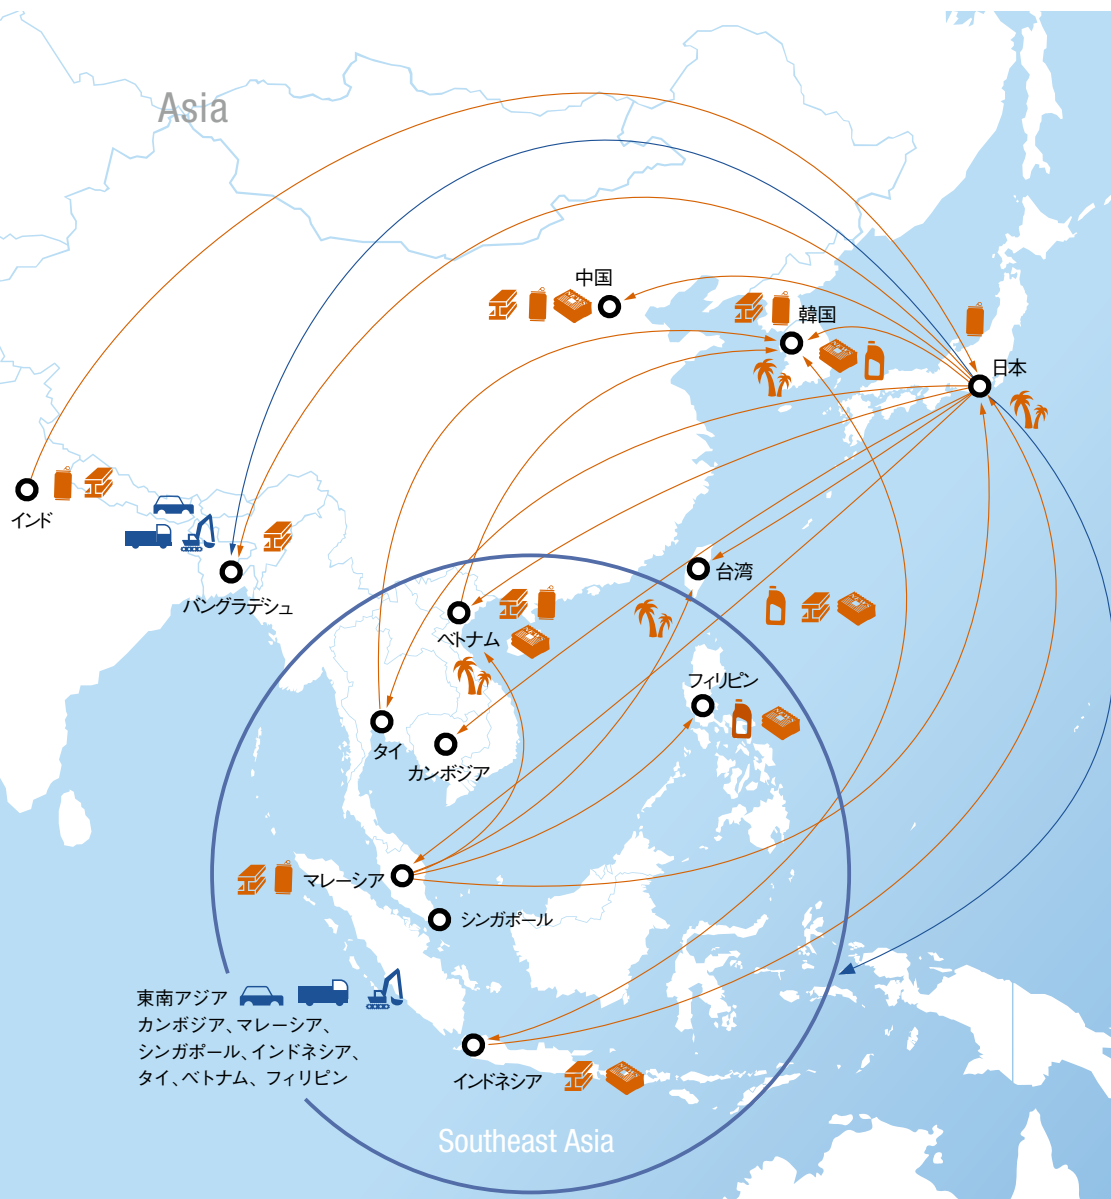 Asia
中国
韓国
日本
インド
バングラデシュ
台湾
ベトナム
フィリピン
タイ
カンボジア
マレーシア
シンガポール
東南アジア
カンボジア、マレーシア、
シンガポール、インドネシア、
タイ、ベトナム、フィリピン
インドネシア
Southeast Asia